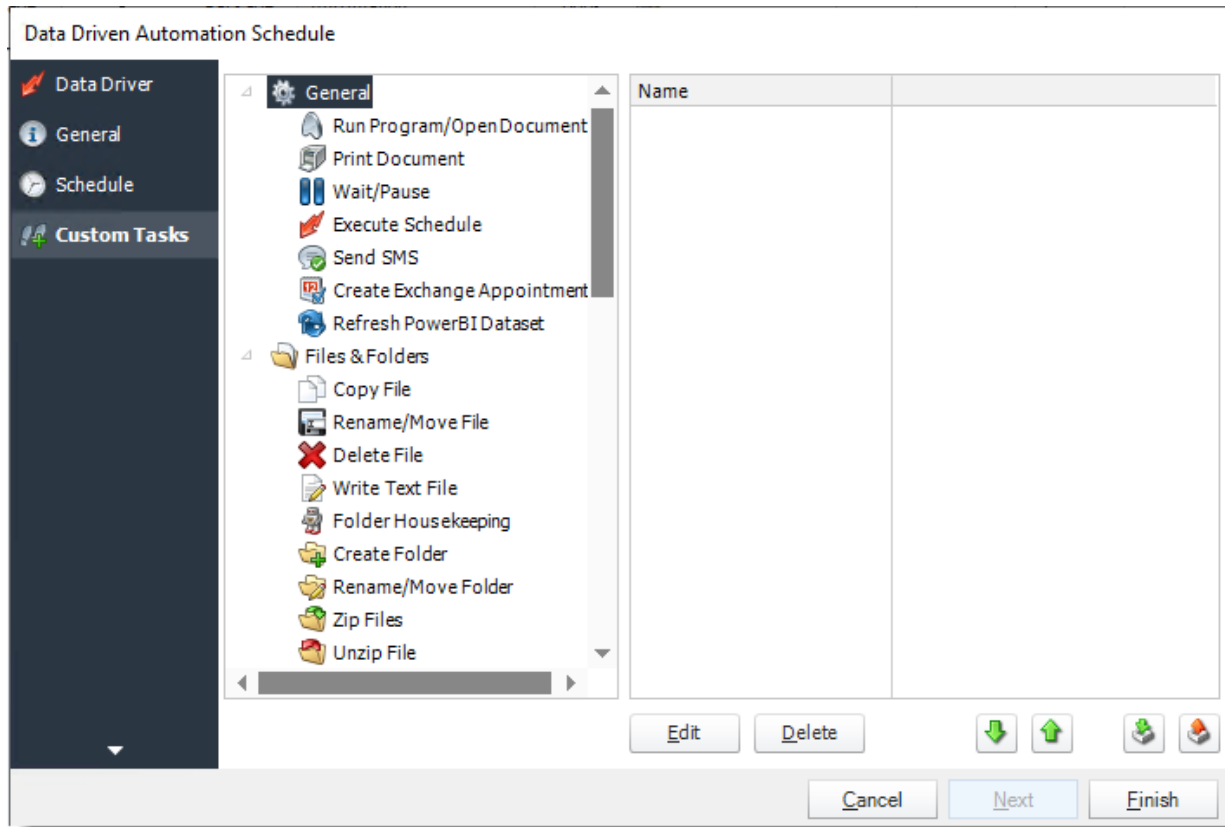 Data Driven Automation Schedule
Data Driver
General
Schedule
Custom Tasks
General
Run Program/Open Document
Print Document
Wait/Pause
Execute Schedule
Send SMS
Create Exchange Appointment
Refresh PowerBI Dataset
Files & Folders
Copy File
Rename/Move File
Delete File
Write Text File
Folder Housekeeping
Create Folder
Rename/Move Folder
Zip Files
Unzip File
Name
Edit
Delete
Cancel
Next
Finish